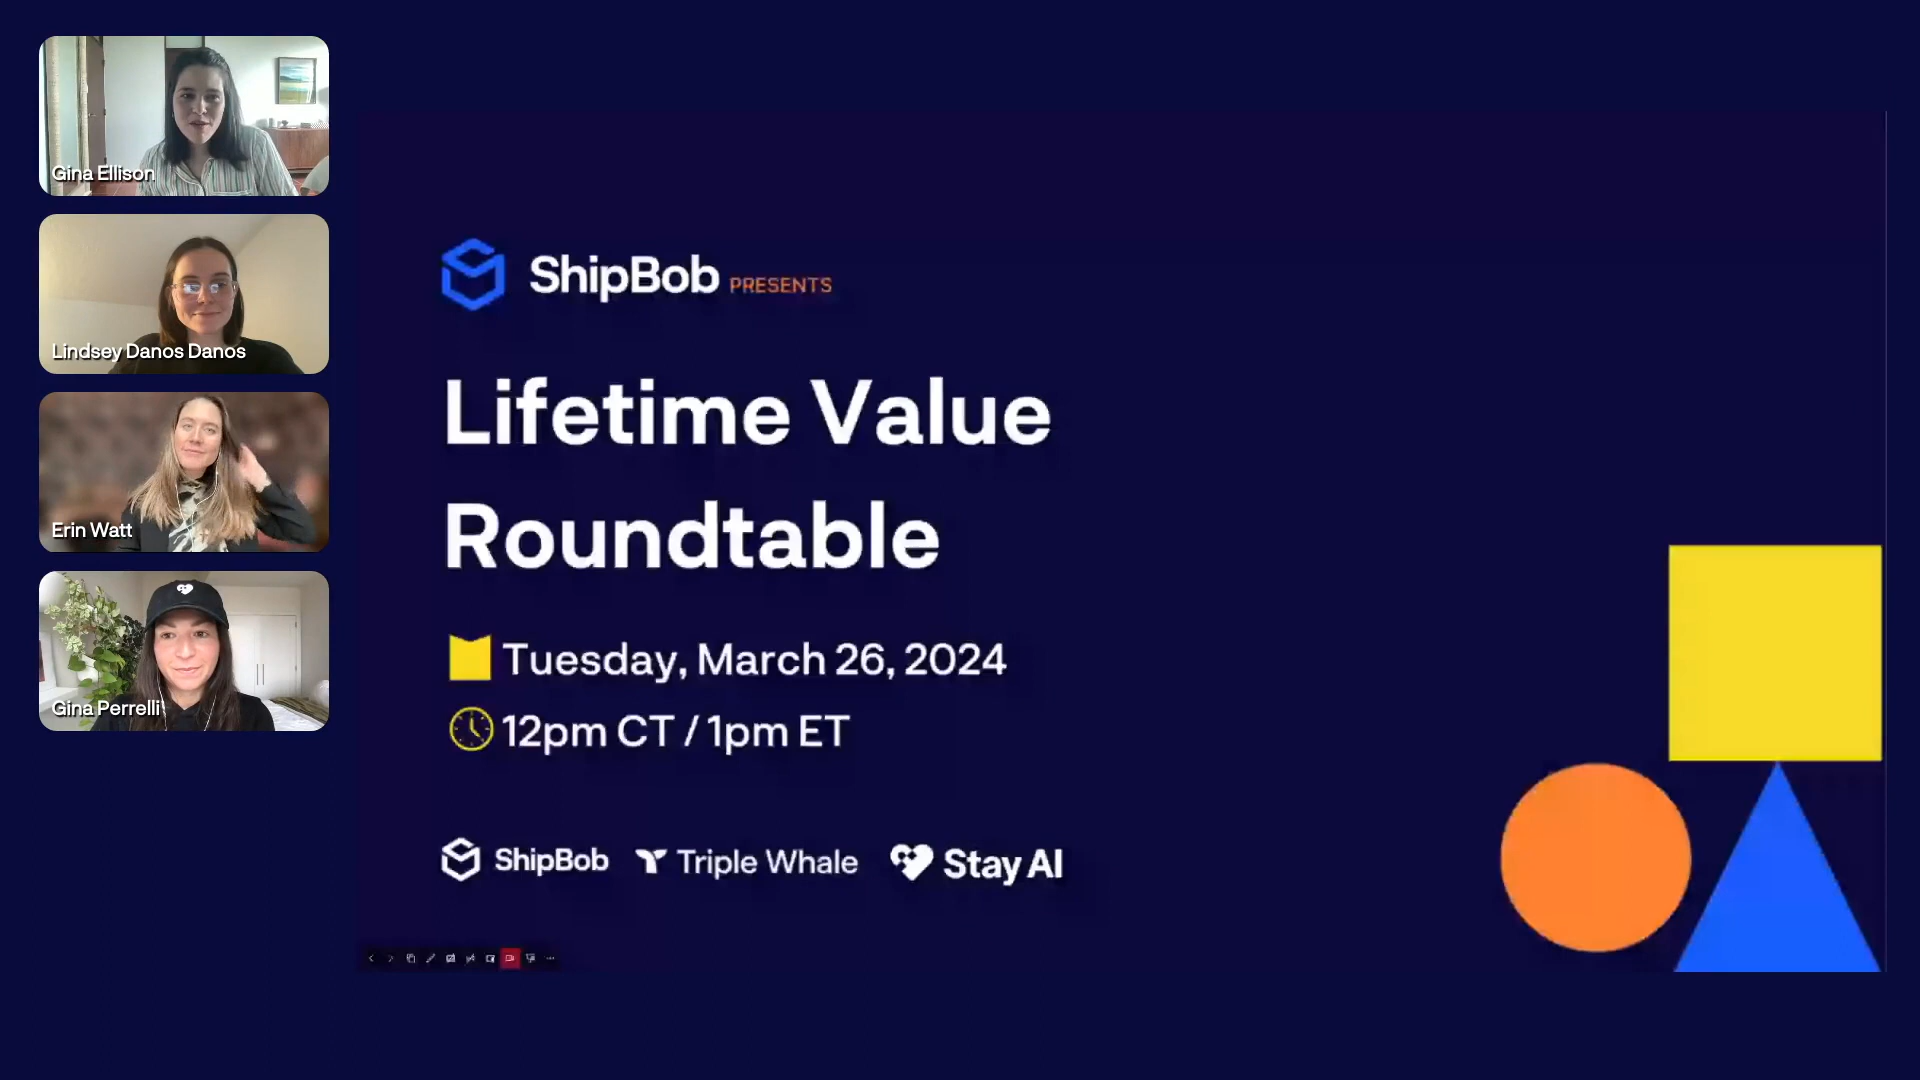 Gina Ellison
Lindsey Danos Danos
Erin Watt
Gina Perrelli
ShipBob PRESENTS
Lifetime Value
Roundtable
Tuesday, March 26, 2024
12pm CT / 1pm ET
ShipBob Triple Whale Stay AI